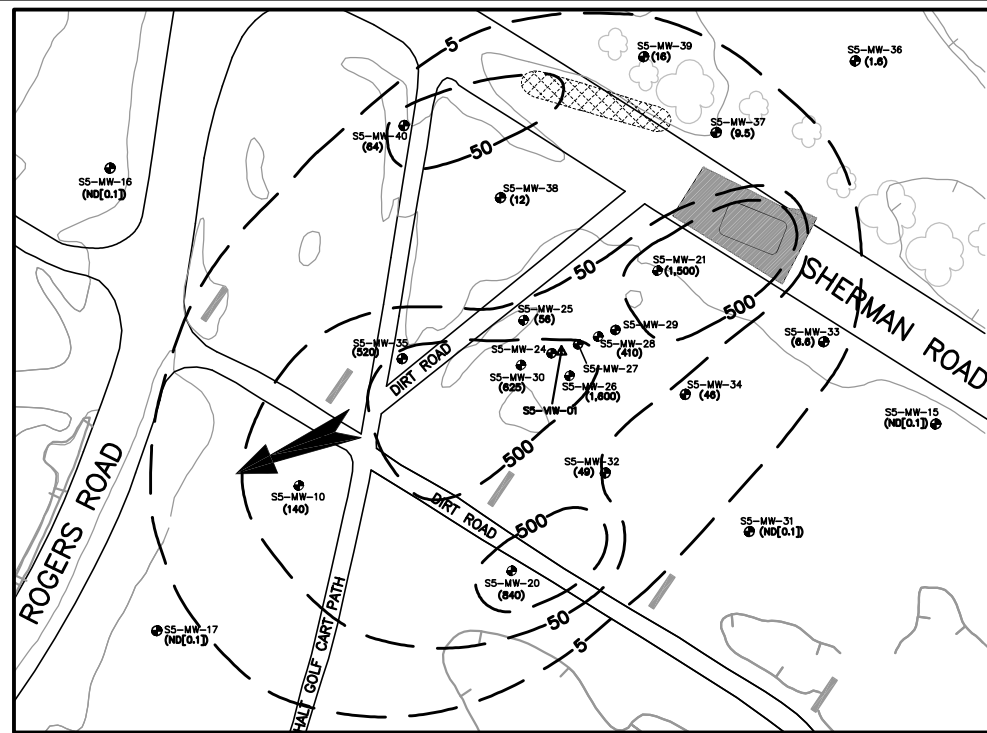 5
S5-MW-39
(16)
S5-MW-36
(1.6)
S5-MW-37
(9.5)
S5-MW-40
(64)
50
S5-MW-16
(ND[0.1])
S5-MW-38
(12)
50
S5-MW-21
(1,500)
SHERMAN ROAD
500
S5-MW-25
(56)
S5-MW-29
S5-MW-28
(410)
S5-MW-33
(6.6)
S5-MW-35
(520)
DIRT ROAD
S5-MW-24
S5-MW-30
(625)
S5-MW-27
S5-MW-26
(1,600)
S5-VIW-01
S5-MW-34
(46)
S5-MW-15
(ND[0.1])
500
S5-MW-32
(49)
ROGERS ROAD
S5-MW-10
(140)
DIRT ROAD
500
S5-MW-31
(ND[0.1])
S5-MW-20
(840)
50
5
S5-MW-17
(ND[0.1])
HALT GOLF CART PATH